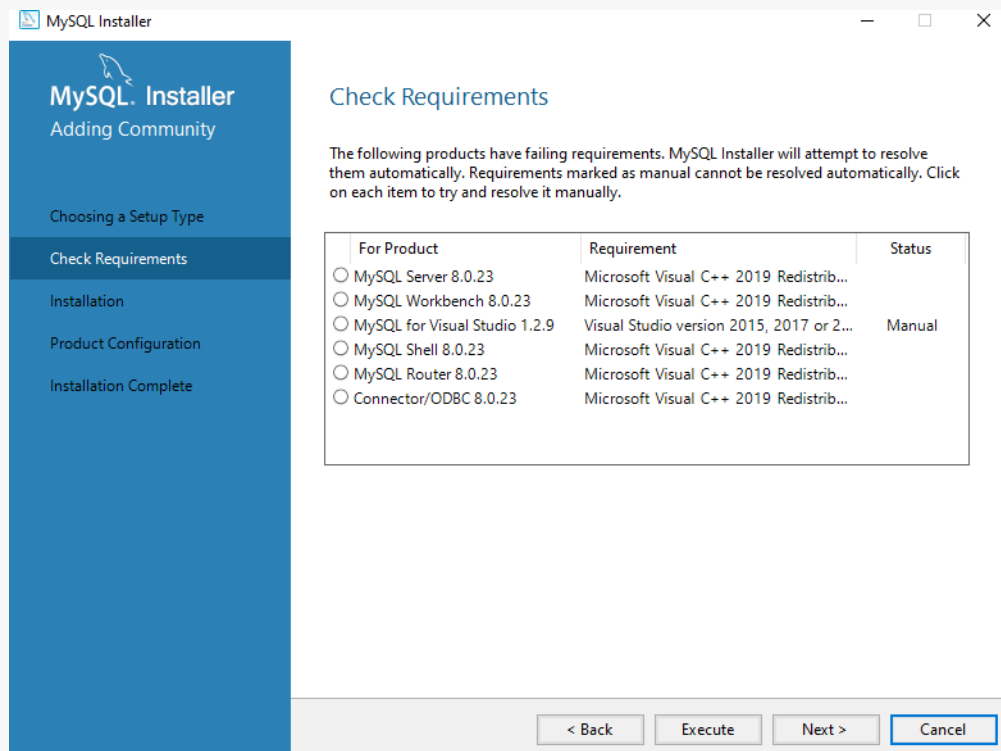 MySQL Installer
MySQL. Installer
Adding Community
Choosing a Setup Type
Check Requirements
Installation
Product Configuration
Installation Complete
Check Requirements
The following products have failing requirements. MySQL Installer will attempt to resolve
them automatically. Requirements marked as manual cannot be resolved automatically. Click
on each item to try and resolve it manually.
For Product Requirement Status
MySQL Server 8.0.23 Microsoft Visual C++ 2019 Redistrib...
MySQL Workbench 8.0.23 Microsoft Visual C++ 2019 Redistrib...
MySQL for Visual Studio 1.2.9 Visual Studio version 2015, 2017 or 2... Manual
MySQL Shell 8.0.23 Microsoft Visual C++ 2019 Redistrib...
MySQL Router 8.0.23 Microsoft Visual C++ 2019 Redistrib...
Connector/ODBC 8.0.23 Microsoft Visual C++ 2019 Redistrib...
< Back Execute Next > Cancel